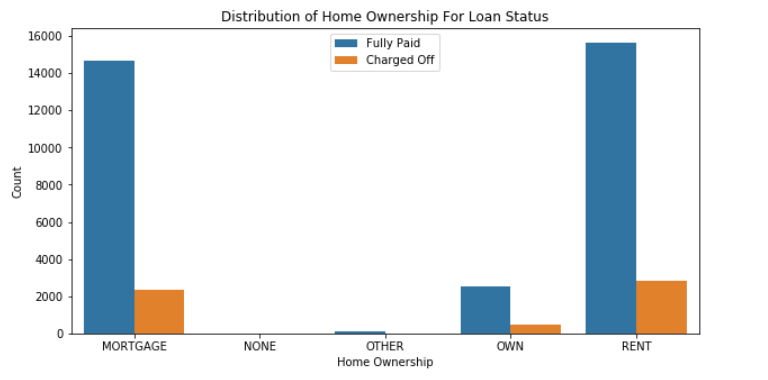 Distribution of Home Ownership For Loan Status
Fully Paid
Charged Off
16000
14000
12000
10000
8000
6000
4000
2000
0
Count
MORTGAGE NONE OTHER OWN RENT
Home Ownership